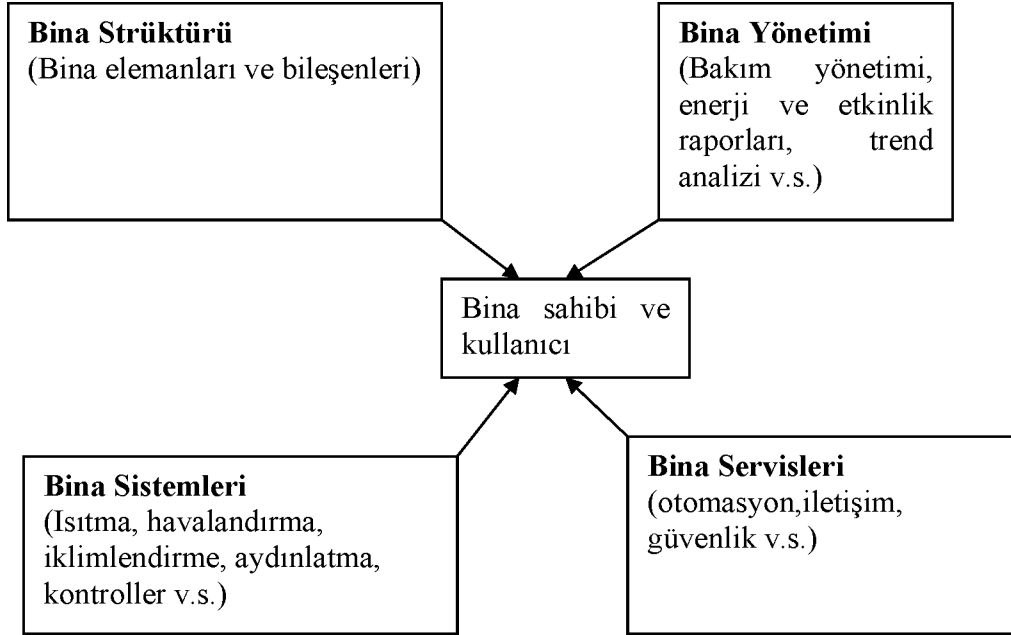 Bina Strüktürü
(Bina elemanları ve bileşenleri)
Bina Yönetimi
(Bakım yönetimi,
enerji ve etkinlik
raporları, trend
analizi v.s.)
Bina sahibi ve
kullanıcı
Bina Sistemleri
(Isıtma, havalandırma,
iklimlendirme, aydınlatma,
kontroller v.s.)
Bina Servisleri
(otomasyon,iletişim,
güvenlik v.s.)